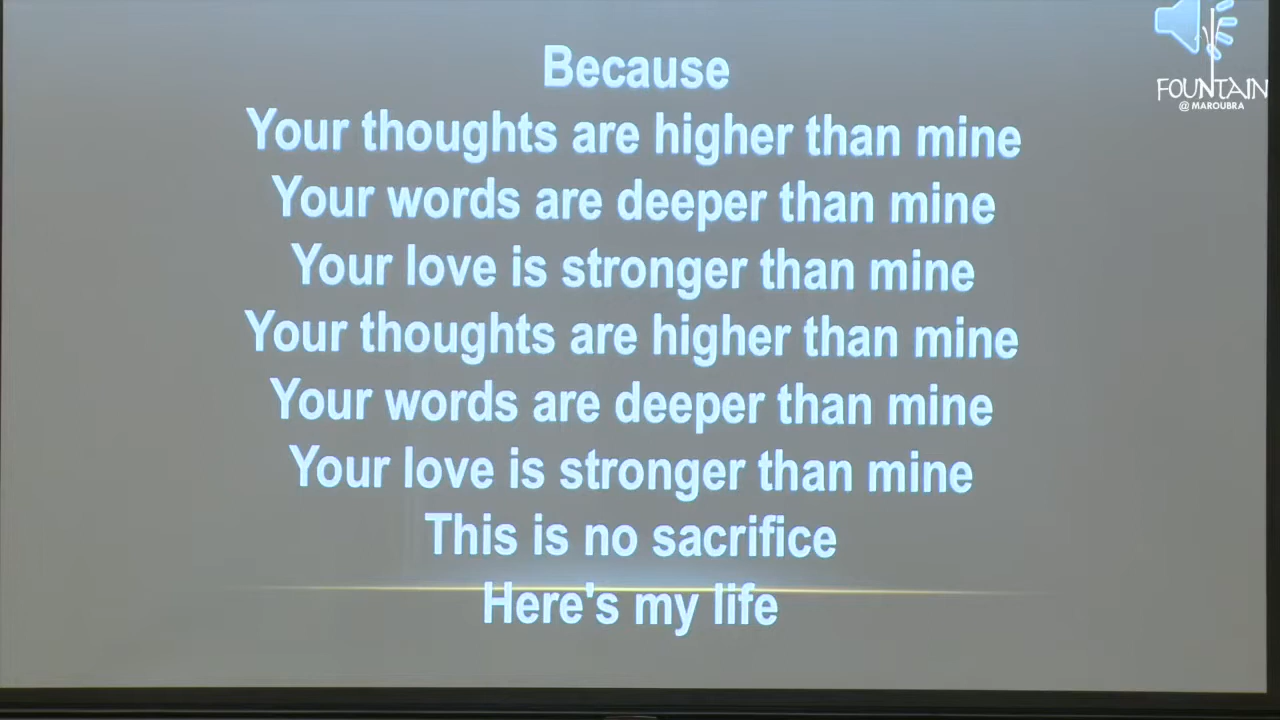 Because
Your thoughts are higher than mine
Your words are deeper than mine
Your love is stronger than mine
Your thoughts are higher than mine
Your words are deeper than mine
Your love is stronger than mine
This is no sacrifice
Here's my life
FOUNTAIN
@ MAROUBRA